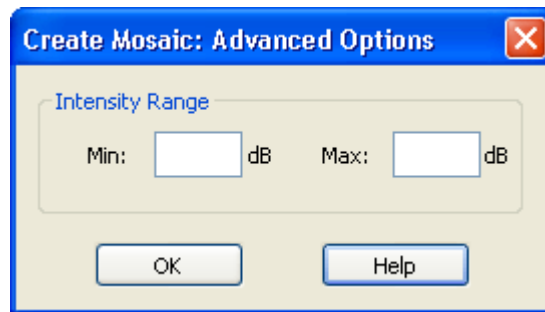 Create Mosaic: Advanced Options
Intensity Range
Min: dB Max: dB
OK Help